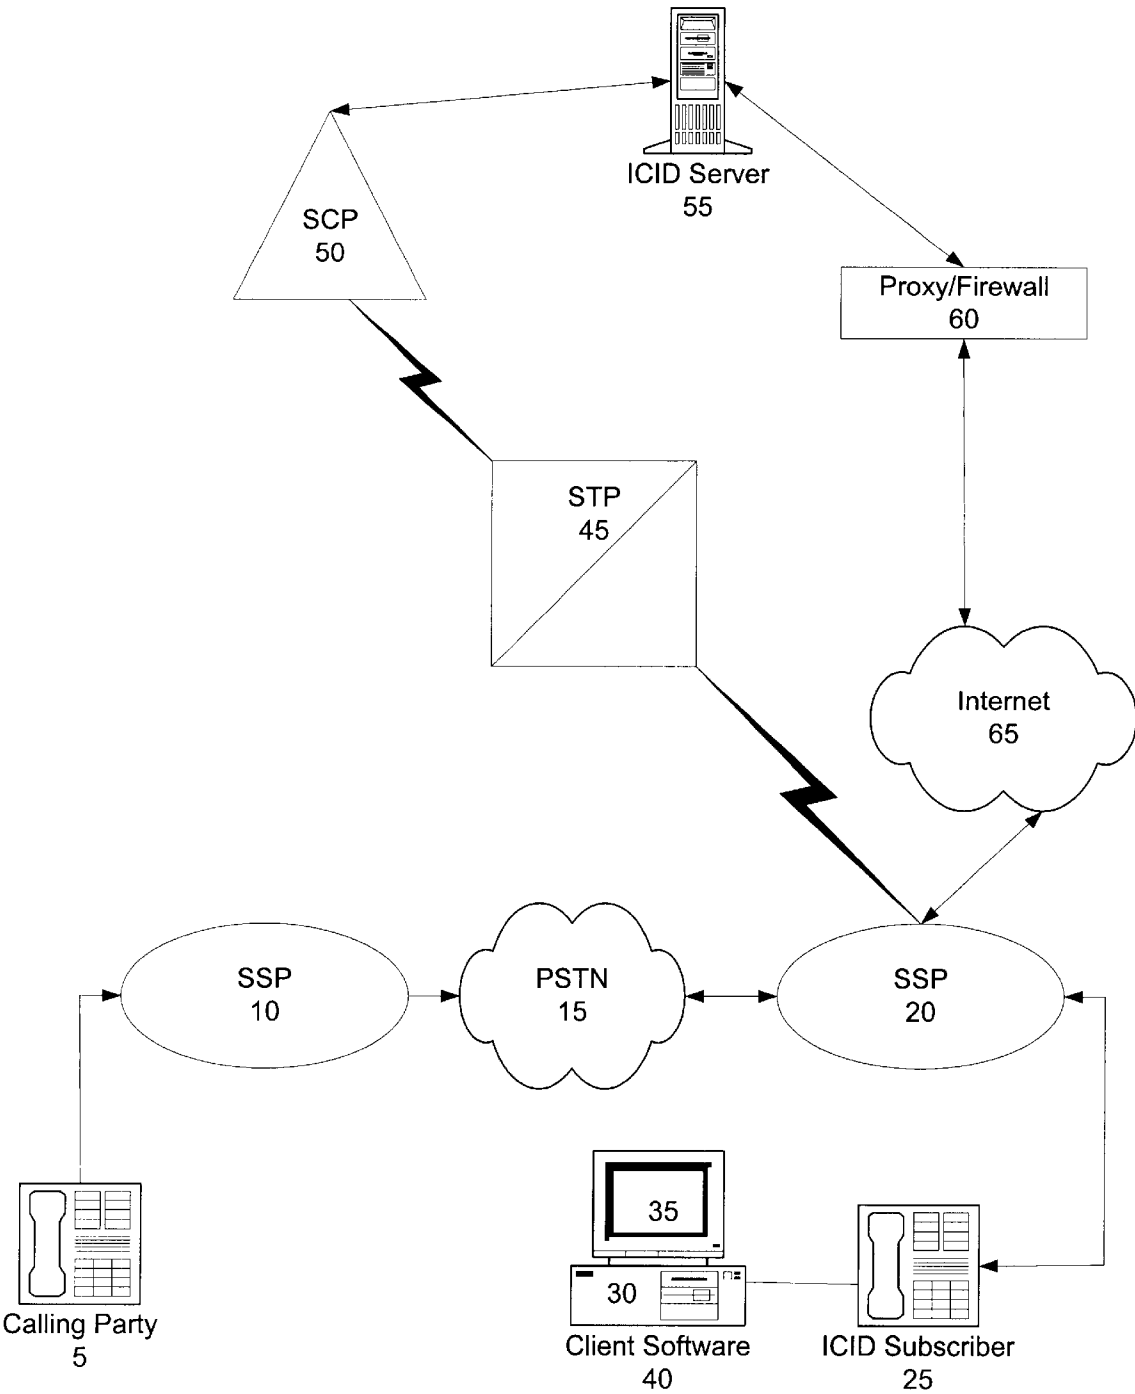 ICID Server
55
SCP
50
Proxy/Firewall
60
STP
45
Internet
65
SSP
10
PSTN
15
SSP
20
35
30
Calling Party
5
Client Software
40
ICID Subscriber
25